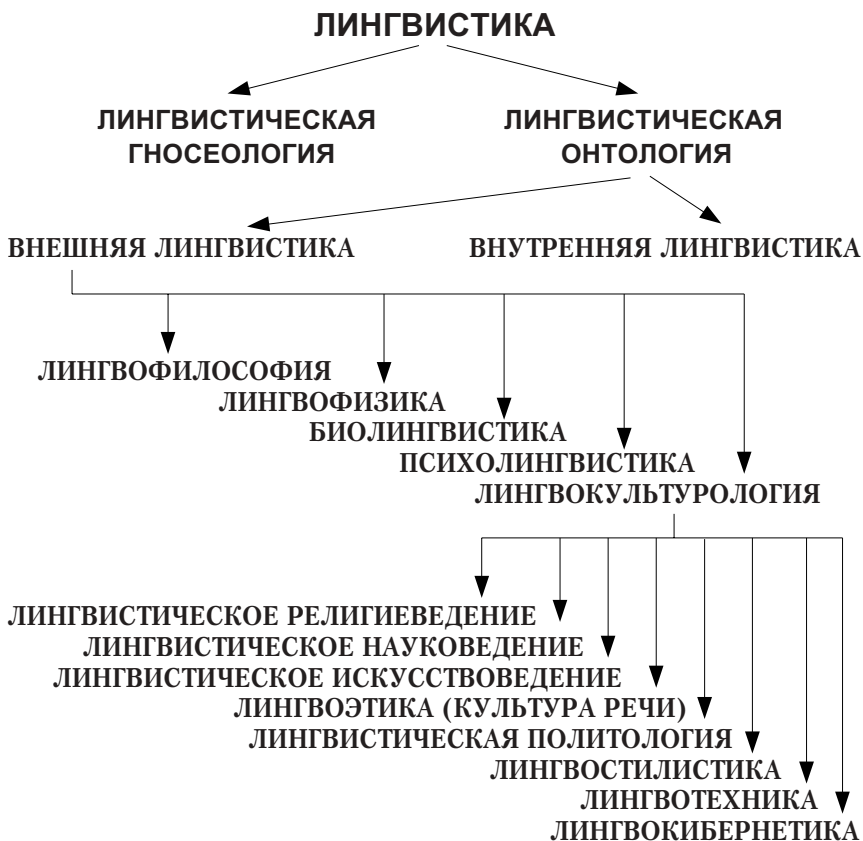 ЛИНГВИСТИКА
ЛИНГВИСТИЧЕСКАЯ
ГНОСЕОЛОГИЯ
ЛИНГВИСТИЧЕСКАЯ
ОНТОЛОГИЯ
ВНЕШНЯЯ ЛИНГВИСТИКА
ВНУТРЕННЯЯ ЛИНГВИСТИКА
ЛИНГВОФИЛОСОФИЯ
ЛИНГВОФИЗИКА
БИОЛИНГВИСТИКА
ПСИХОЛИНГВИСТИКА
ЛИНГВОКУЛЬТУРОЛОГИЯ
ЛИНГВИСТИЧЕСКОЕ РЕЛИГИЕВЕДЕНИЕ
ЛИНГВИСТИЧЕСКОЕ НАУКОВЕДЕНИЕ
ЛИНГВИСТИЧЕСКОЕ ИСКУССТВОВЕДЕНИЕ
ЛИНГВОЭТИКА (КУЛЬТУРА РЕЧИ)
ЛИНГВИСТИЧЕСКАЯ ПОЛИТОЛОГИЯ
ЛИНГВОСТИЛИСТИКА
ЛИНГВОТЕХНИКА
ЛИНГВОКИБЕРНЕТИКА